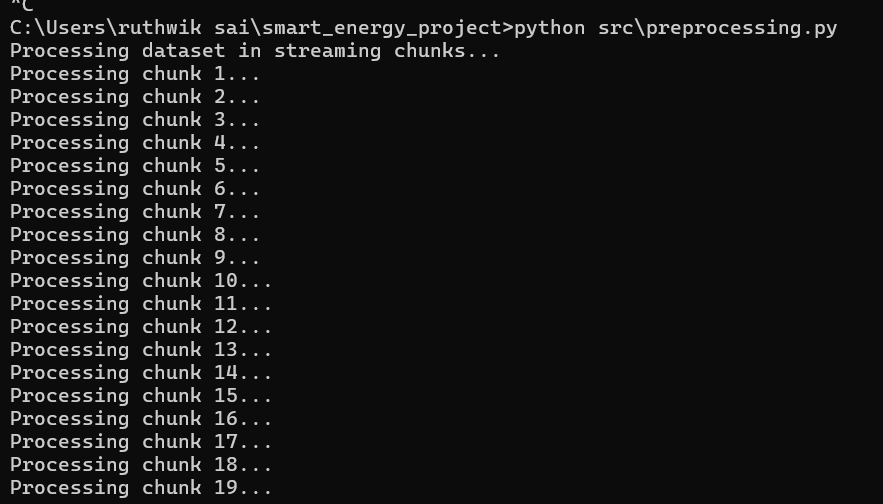 ^C
C:\Users\ruthwik sai\smart_energy_project>python src\preprocessing.py
Processing dataset in streaming chunks...
Processing chunk 1...
Processing chunk 2...
Processing chunk 3...
Processing chunk 4...
Processing chunk 5...
Processing chunk 6...
Processing chunk 7...
Processing chunk 8...
Processing chunk 9...
Processing chunk 10...
Processing chunk 11...
Processing chunk 12...
Processing chunk 13...
Processing chunk 14...
Processing chunk 15...
Processing chunk 16...
Processing chunk 17...
Processing chunk 18...
Processing chunk 19...